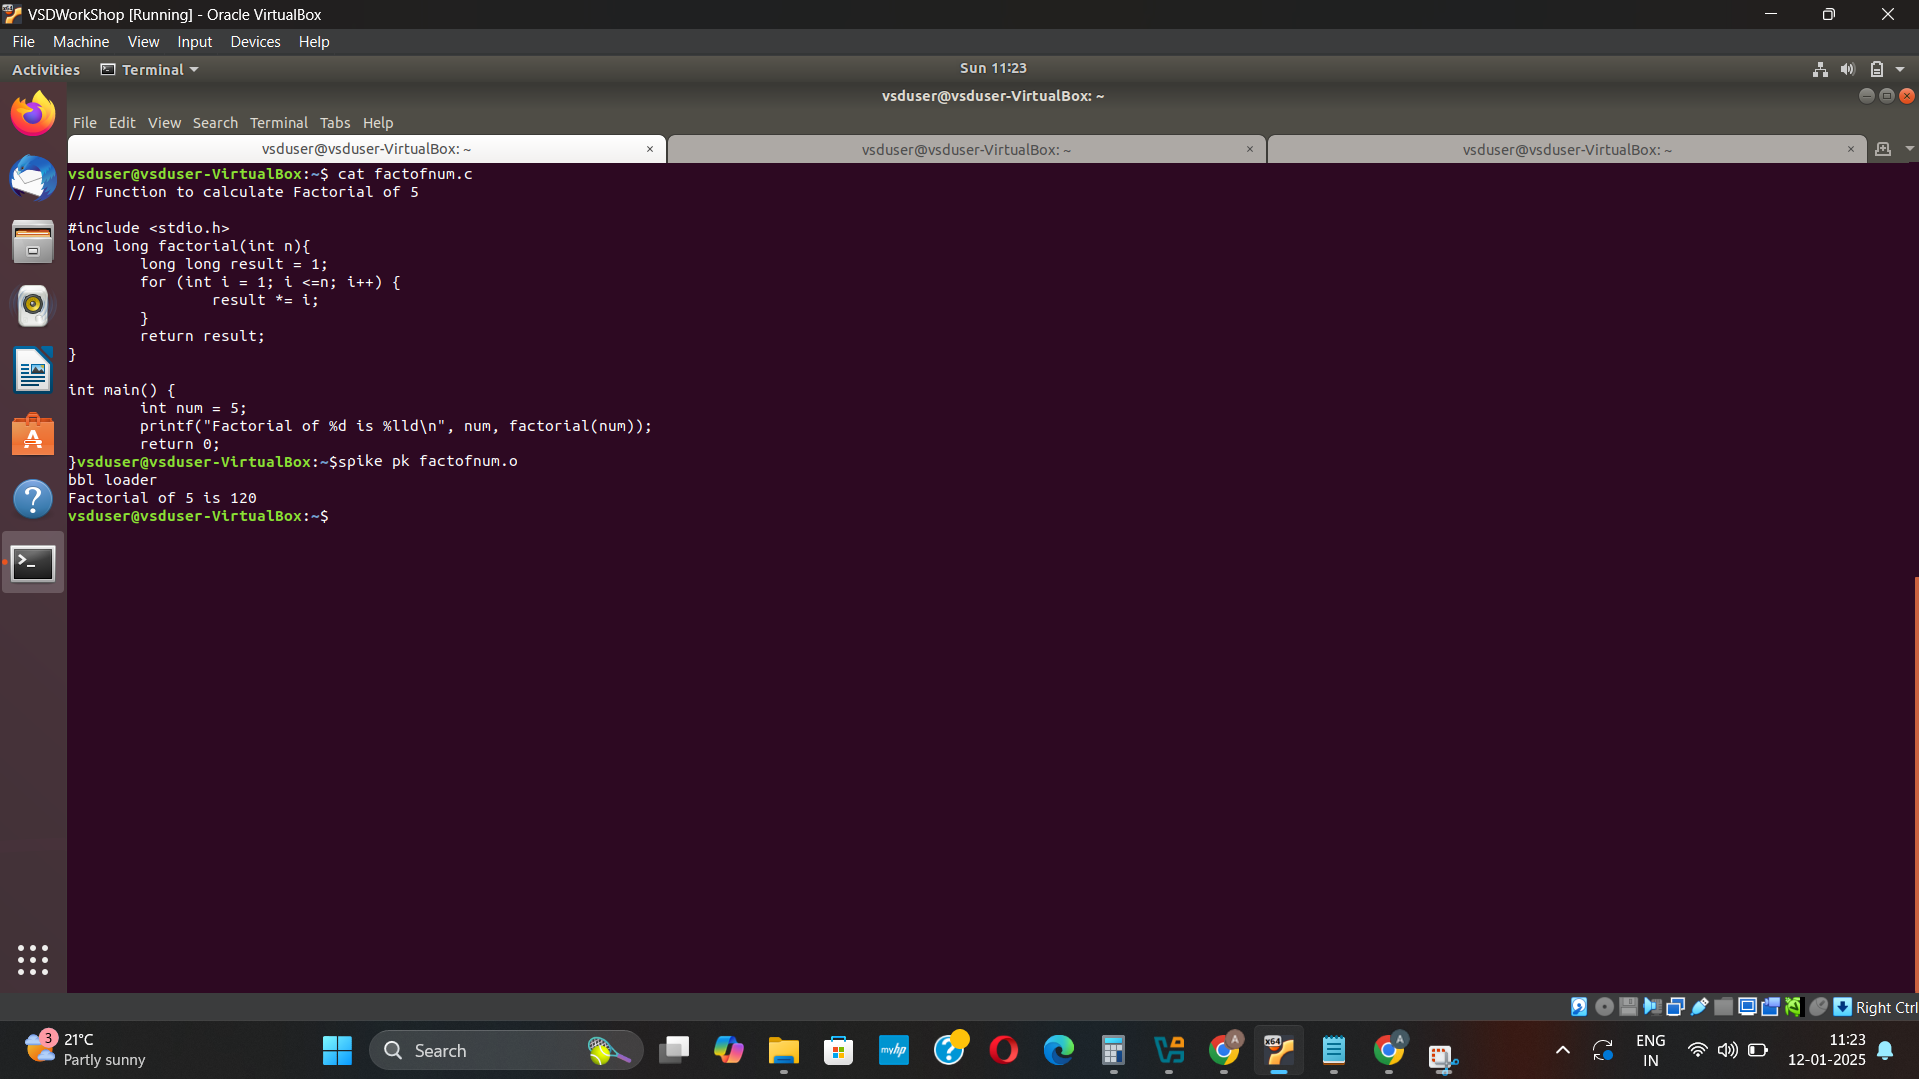 VSDWorkShop [Running] - Oracle VirtualBox
File Machine View Input Devices Help
Activities Terminal Sun 11:23
vsduser@vsduser-VirtualBox: ~
File Edit View Search Terminal Tabs Help
vsduser@vsduser-VirtualBox: ~ × vsduser@vsduser-VirtualBox: ~ × vsduser@vsduser-VirtualBox: ~ ×
vsduser@vsduser-VirtualBox:~$ cat factofnum.c
// Function to calculate Factorial of 5
#include <stdio.h>
long long factorial(int n){
long long result = 1;
for (int i = 1; i <=n; i++) {
result *= i;
}
return result;
}
int main() {
int num = 5;
printf("Factorial of %d is %lld\n", num, factorial(num));
return 0;
}vsduser@vsduser-VirtualBox:~$spike pk factofnum.o
bbl loader
Factorial of 5 is 120
vsduser@vsduser-VirtualBox:~$
Right Ctrl
3 21°C
Partly sunny
Search
myhp
A
x64
A
ENG
IN
11:23
12-01-2025